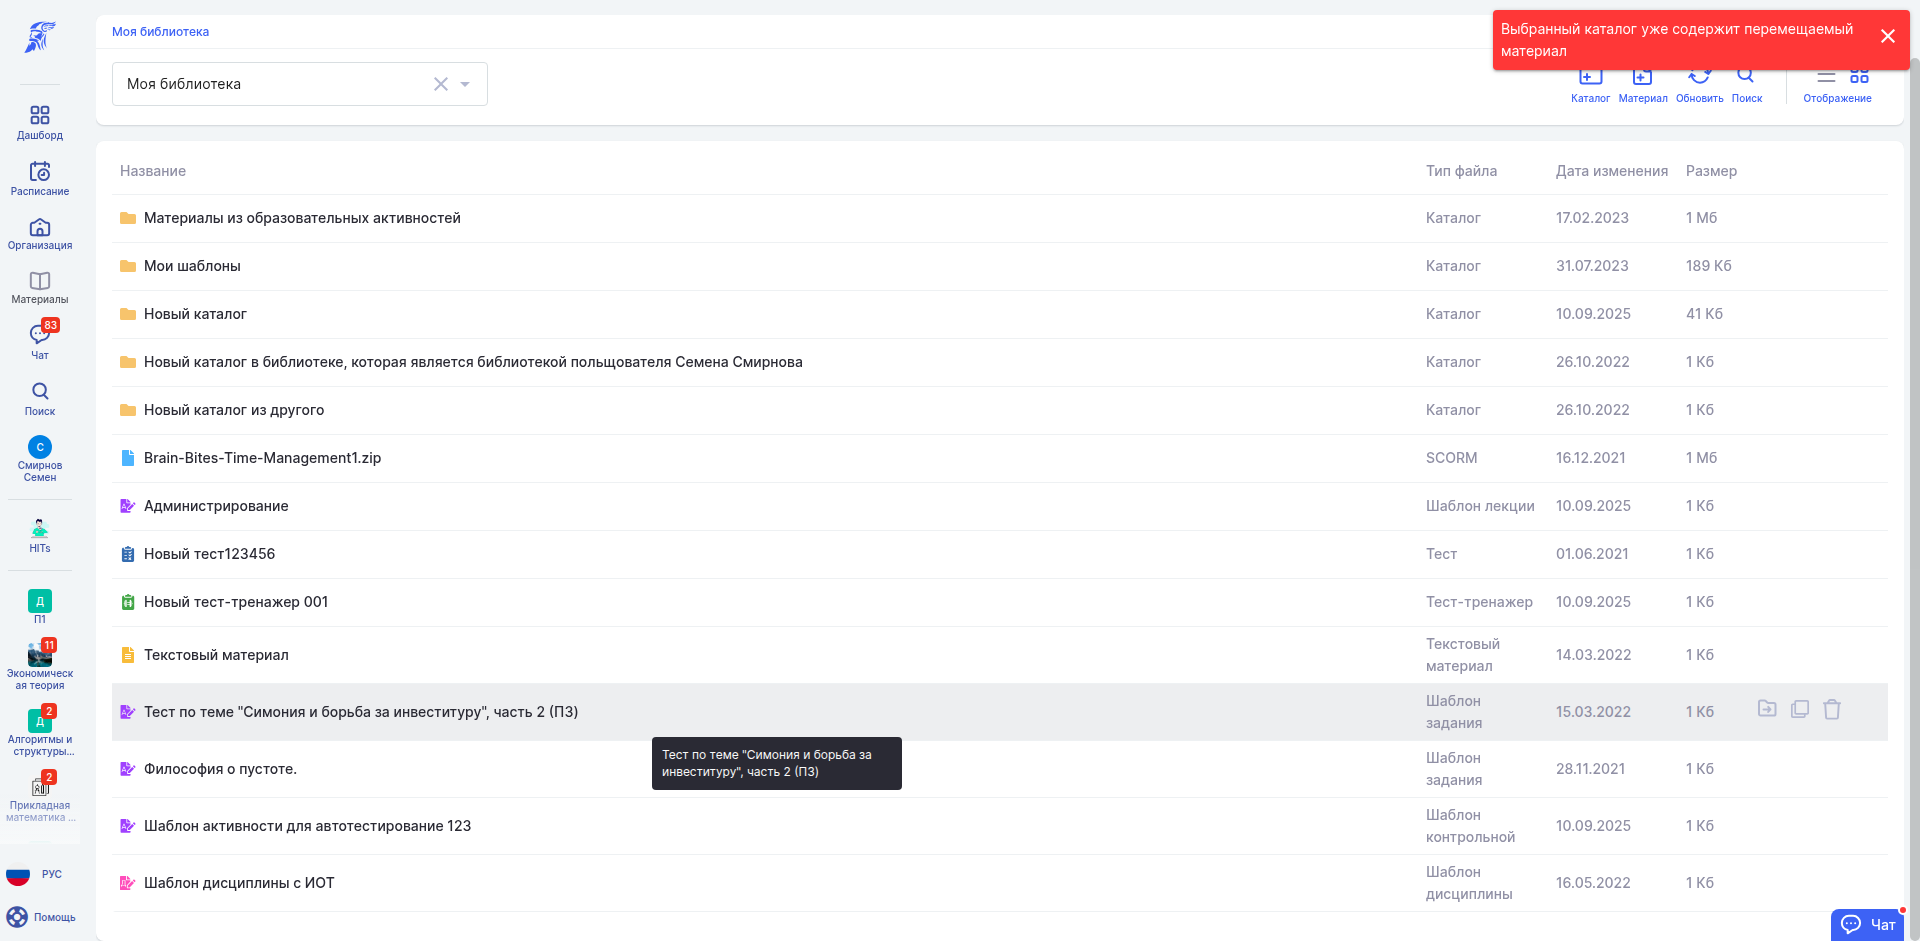 Моя библиотека
Выбранный каталог уже содержит перемещаемый
материал
Моя библиотека
Каталог
Материал
Обновить
Поиск
Отображение
Дашборд
Расписание
Организация
Материалы
83
Чат
Поиск
С
Смирнов
Семен
HITs
Д
П1
11
Экономическ
ая теория
2
Д
Алгоритмы и
структуры...
2
Прикладная
математика ...
РУС
Помощь
Название Тип файла Дата изменения Размер
Материалы из образовательных активностей Каталог 17.02.2023 1 Мб
Мои шаблоны Каталог 31.07.2023 189 Кб
Новый каталог Каталог 10.09.2025 41 Кб
Новый каталог в библиотеке, которая является библиотекой польщователя Семена Смирнова Каталог 26.10.2022 1 Кб
Новый каталог из другого Каталог 26.10.2022 1 Кб
Brain-Bites-Time-Management1.zip SCORM 16.12.2021 1 Мб
Администрирование Шаблон лекции 10.09.2025 1 Кб
Новый тест123456 Тест 01.06.2021 1 Кб
Новый тест-тренажер 001 Тест-тренажер 10.09.2025 1 Кб
Текстовый материал Текстовый
материал 14.03.2022 1 Кб
Тест по теме "Симония и борьба за инвеституру", часть 2 (ПЗ) Шаблон
задания 15.03.2022 1 Кб
Тест по теме "Симония и борьба за
инвеституру", часть 2 (ПЗ)
Философия о пустоте. Шаблон
задания 28.11.2021 1 Кб
Шаблон активности для автотестирование 123 Шаблон
контрольной 10.09.2025 1 Кб
Шаблон дисциплины с ИОТ Шаблон
дисциплины 16.05.2022 1 Кб
Чат